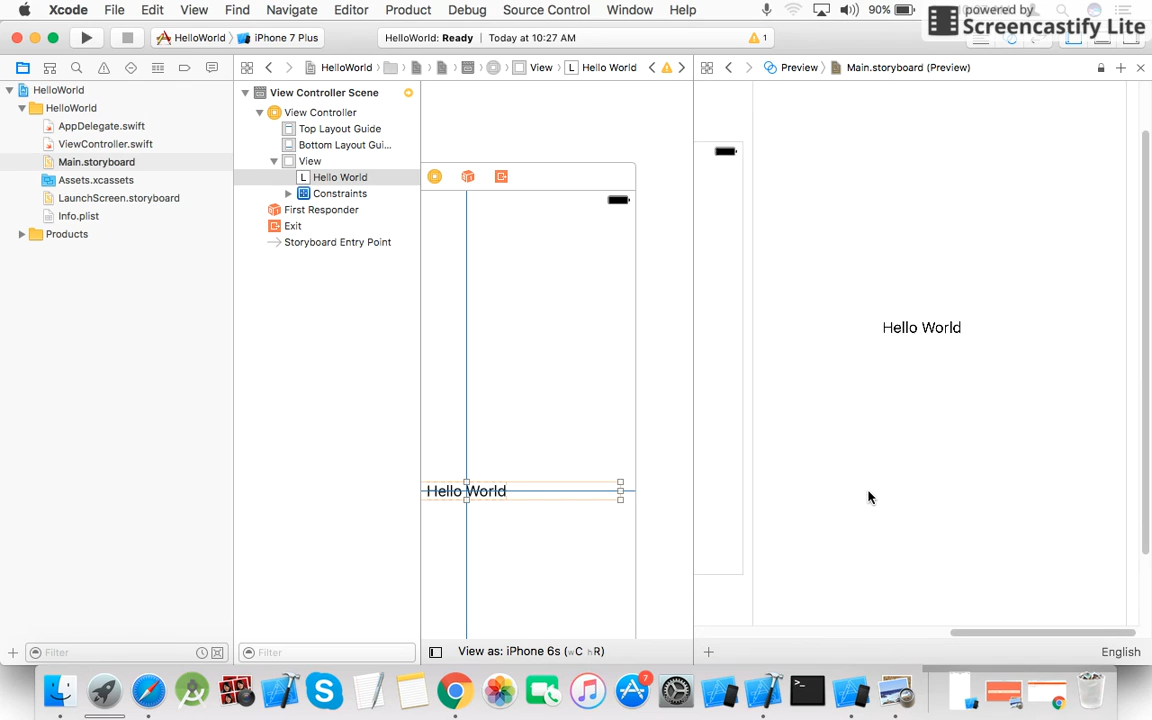 Xcode File Edit View Find Navigate Editor Product Debug Source Control Window Help 90%
powered by
Screencastify Lite
HelloWorld iPhone 7 Plus HelloWorld: Ready Today at 10:27 AM 1
HelloWorld View L Hello World Preview Main.storyboard (Preview)
HelloWorld
HelloWorld
AppDelegate.swift
ViewController.swift
Main.storyboard
Assets.xcassets
LaunchScreen.storyboard
Info.plist
Products
View Controller Scene
View Controller
Top Layout Guide
Bottom Layout Gui...
View
L Hello World
Constraints
First Responder
Exit
Storyboard Entry Point
Hello World
Hello World
Filter
Filter
View as: iPhone 6s (wC hR)
English
7